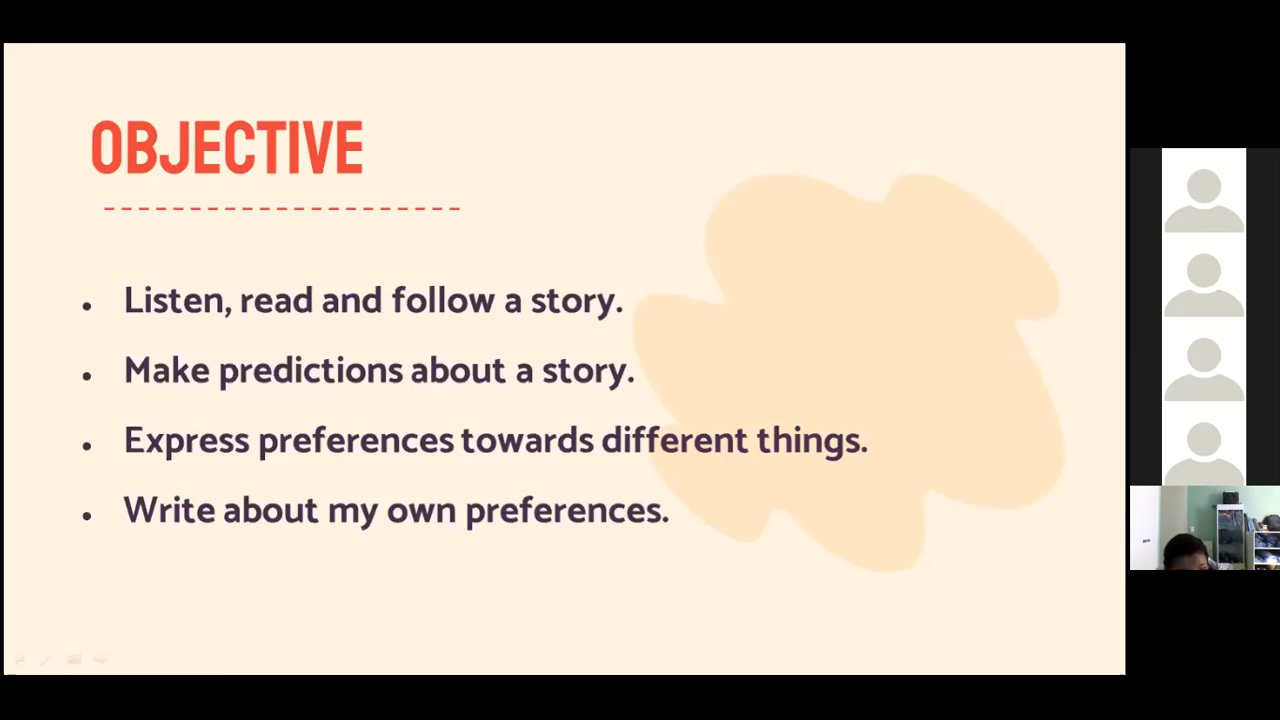 OBJECTIVE
Listen, read and follow a story.
Make predictions about a story.
Express preferences towards different things.
Write about my own preferences.